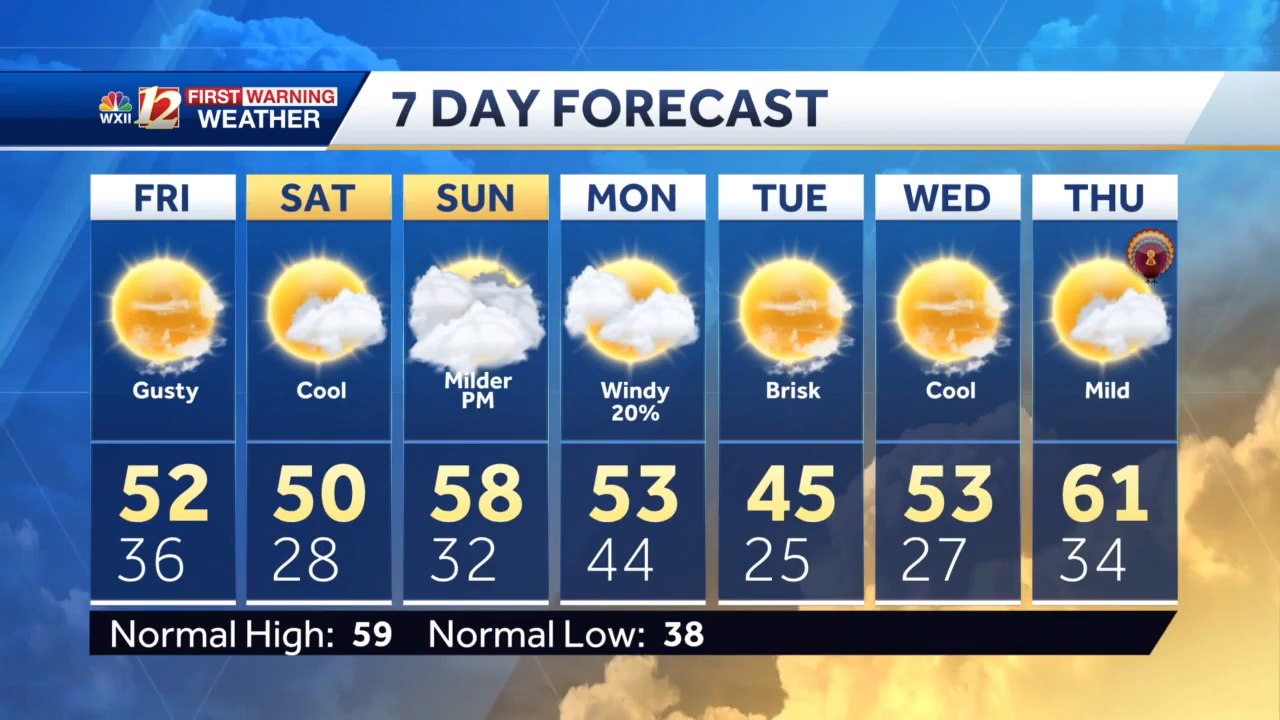 WXII 12 FIRST WARNING
WEATHER
7 DAY FORECAST
FRI SAT SUN MON TUE WED THU
Gusty Cool Milder PM Windy 20% Brisk Cool Mild
52 50 58 53 45 53 61
36 28 32 44 25 27 34
Normal High: 59 Normal Low: 38